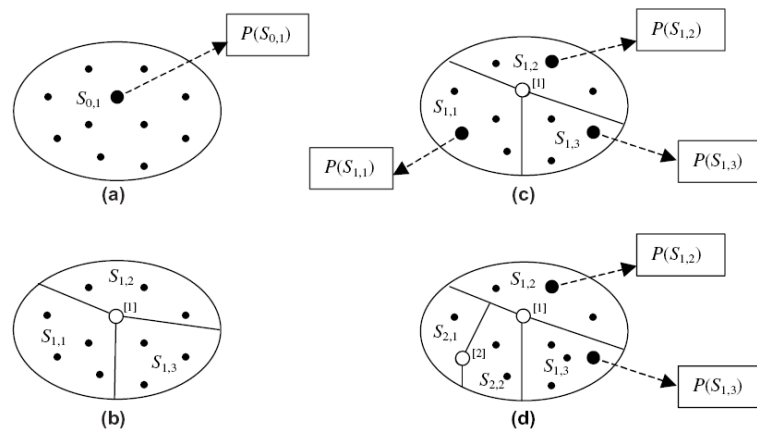 P(S0,1)
S0,1
(a)
P(S1,2)
S1,2
[1]
S1,1
S1,3
P(S1,1)
P(S1,3)
(c)
S1,2
[1]
S1,1
S1,3
(b)
P(S1,2)
S1,2
[1]
S2,1
[2]
S1,3
S2,2
P(S1,3)
(d)